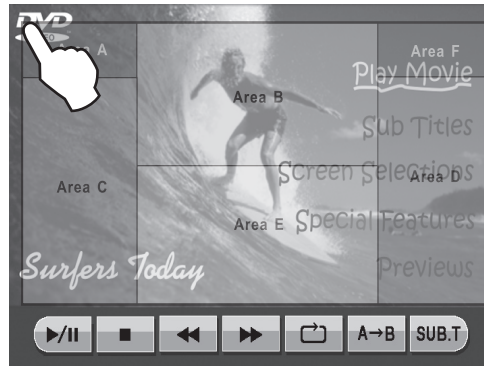 DVD
Area A
Area F
Play Movie
Area B
Sub Titles
Screen Selections
Area C
Area D
Area E
Special Features
Surfers Today
Previews
▶/II ■ ◀◀ ▶▶ A→B SUB.T